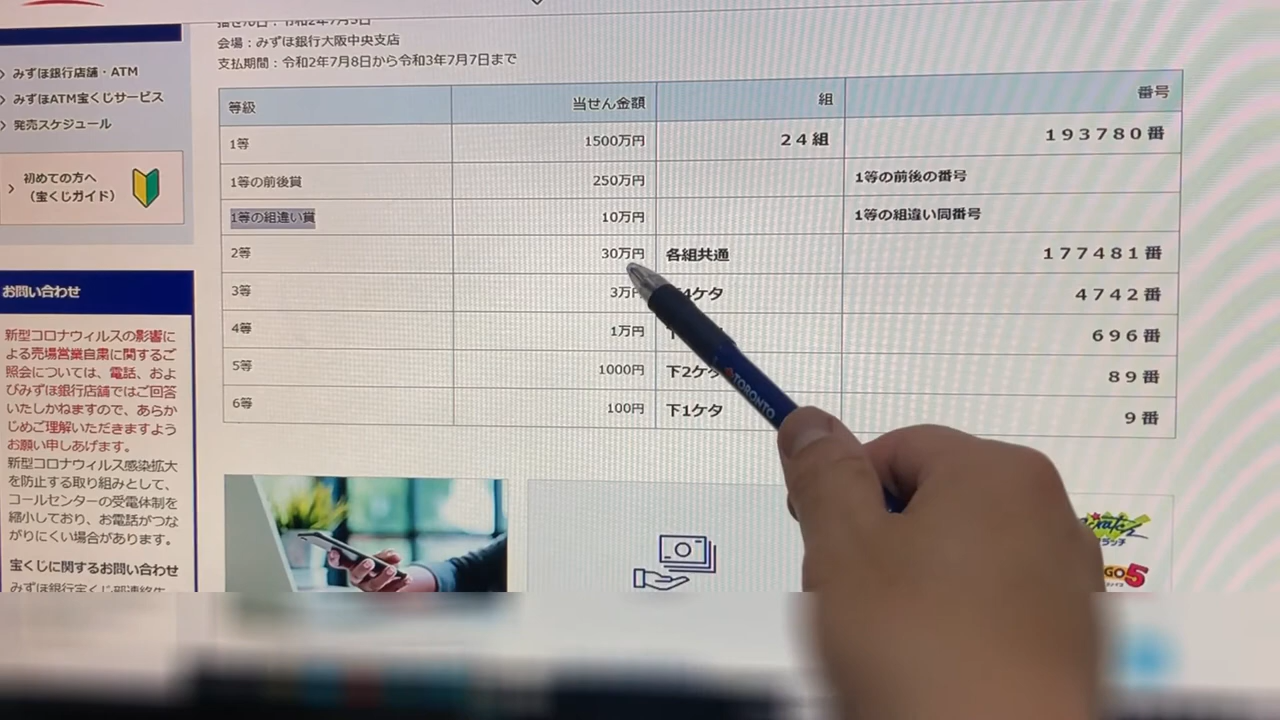 会場：みずほ銀行大阪中央支店
支払期間：令和2年7月8日から令和3年7月7日まで
みずほ銀行店舗・ATM
みずほATM宝くじサービス
発売スケジュール
初めての方へ
（宝くじガイド）
等級 当せん金額 組 番号
1等 1500万円 24組 193780番
1等の前後賞 250万円 1等の前後の番号
1等の組違い賞 10万円 1等の組違い同番号
2等 30万円 各組共通 177481番
3等 3万円 4ケタ 4742番
4等 1万円 696番
5等 1000円 下2ケタ 89番
6等 100円 下1ケタ 9番
お問い合わせ
新型コロナウィルスの影響に
よる売場営業自粛に関するご
照会については、電話、およ
びみずほ銀行店舗ではご回答
いたしかねますので、あらか
じめご理解いただきますよう
お願い申しあげます。
新型コロナウィルス感染拡大
を防止する取り組みとして、
コールセンターの受電体制を
縮小しており、お電話がつな
がりにくい場合があります。
宝くじに関するお問い合わせ
TORONTO
GO5